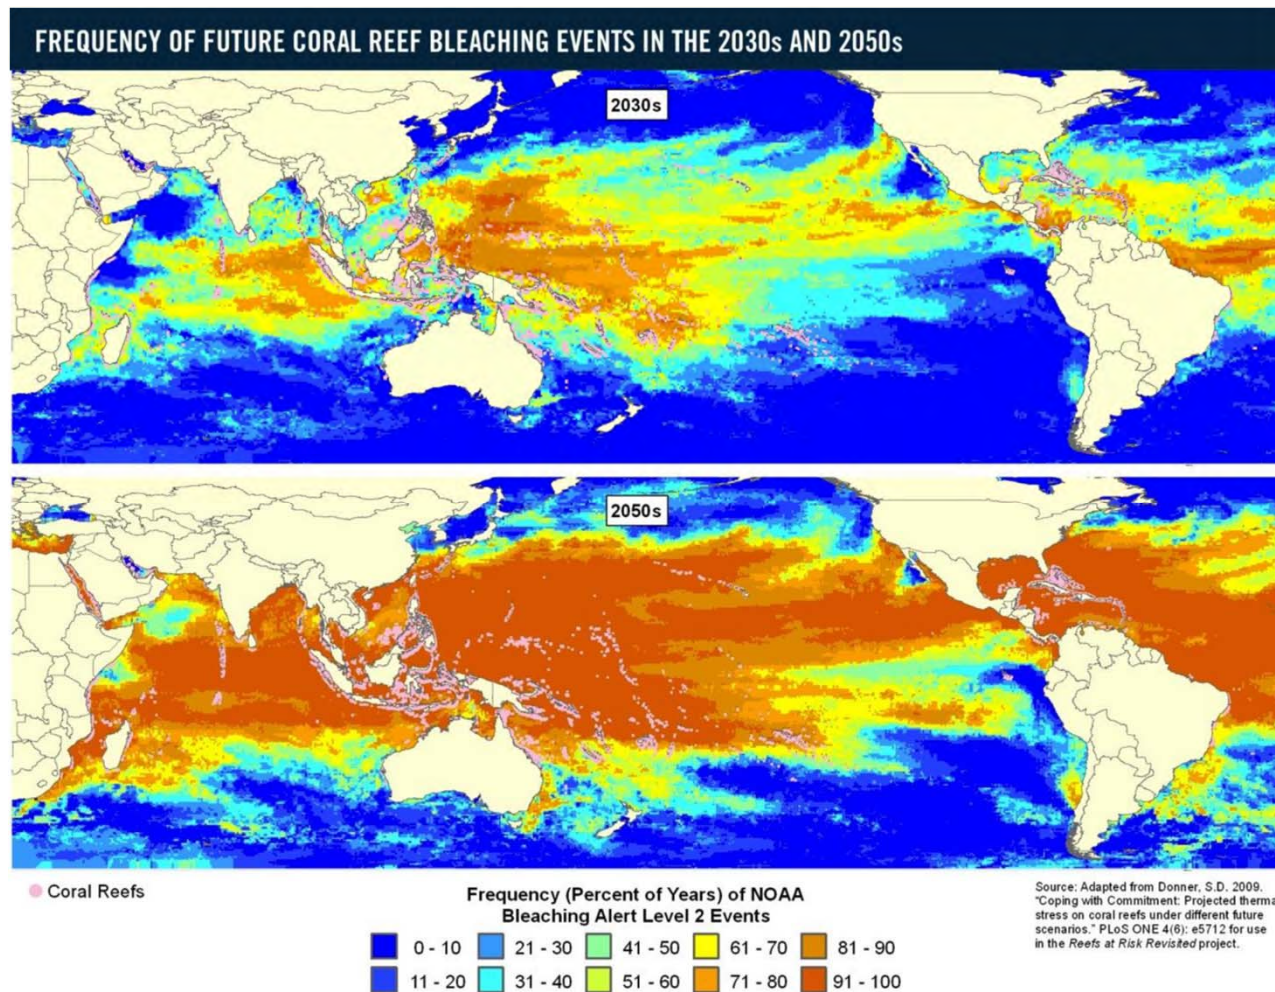 FREQUENCY OF FUTURE CORAL REEF BLEACHING EVENTS IN THE 2030s AND 2050s
2030s
2050s
Coral Reefs
Frequency (Percent of Years) of NOAA
Bleaching Alert Level 2 Events
0 - 10
21 - 30
41 - 50
61 - 70
81 - 90
11 - 20
31 - 40
51 - 60
71 - 80
91 - 100
Source: Adapted from Donner, S.D. 2009.
"Coping with Commitment: Projected therma
stress on coral reefs under different future
scenarios." PLoS ONE 4(6): e5712 for use
in the Reefs at Risk Revisited project.